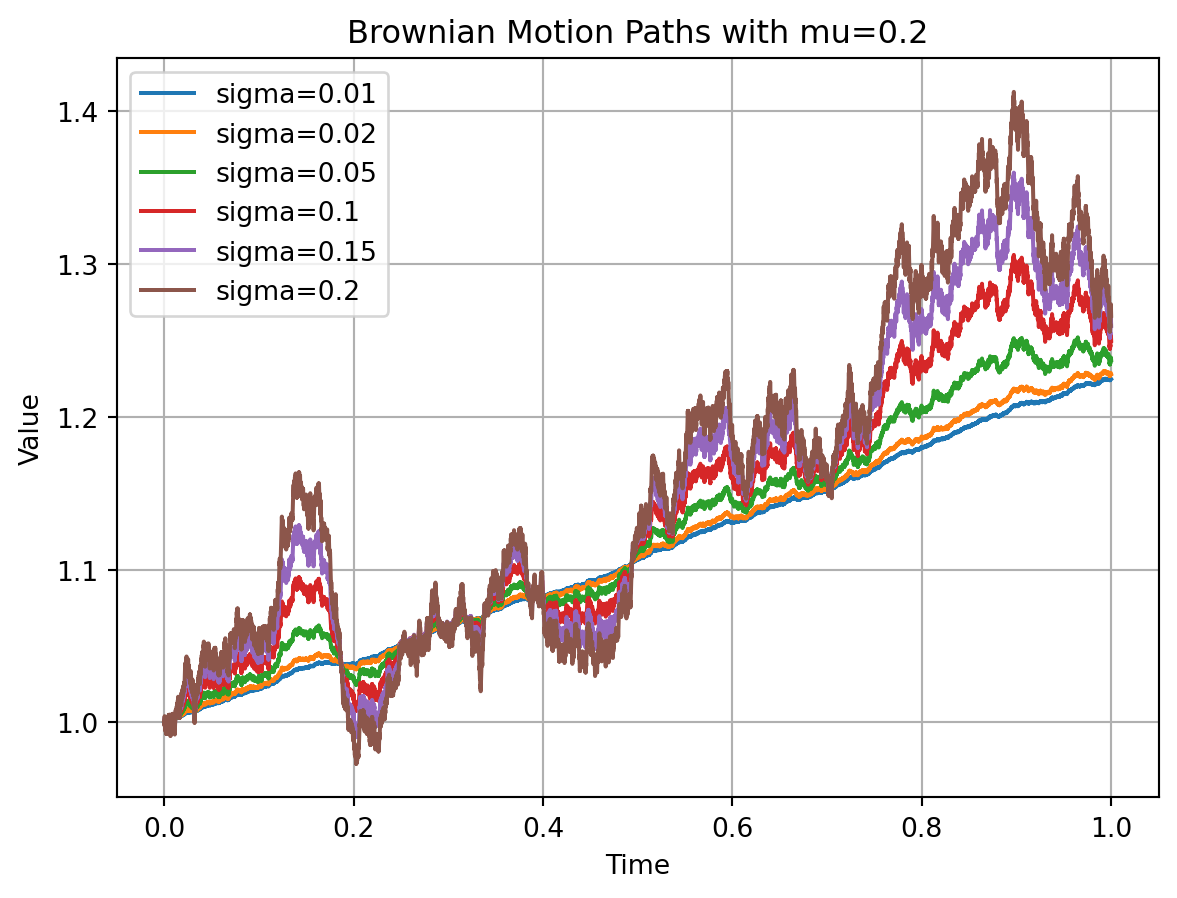 Brownian Motion Paths with mu=0.2
sigma=0.01
sigma=0.02
sigma=0.05
sigma=0.1
sigma=0.15
sigma=0.2
1.4
1.3
1.2
1.1
1.0
Value
0.0 0.2 0.4 0.6 0.8 1.0
Time